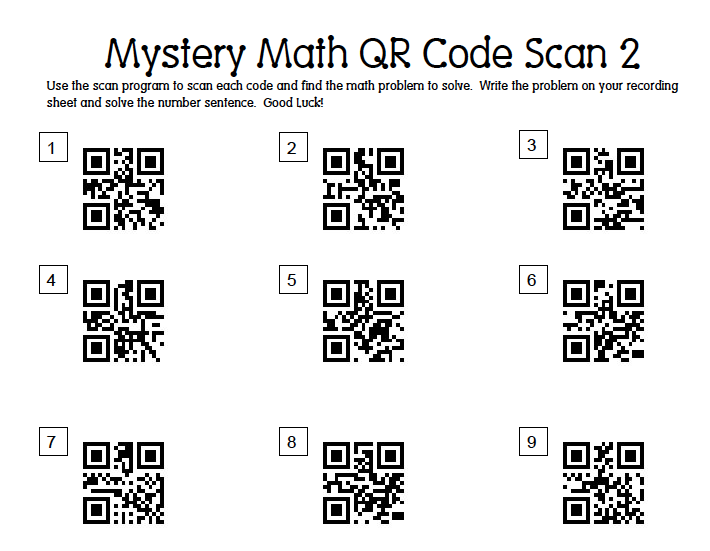 Mystery Math QR Code Scan 2
Use the scan program to scan each code and find the math problem to solve.  Write the problem on your recording
sheet and solve the number sentence.  Good Luck!
1 2 3
4 5 6
7 8 9